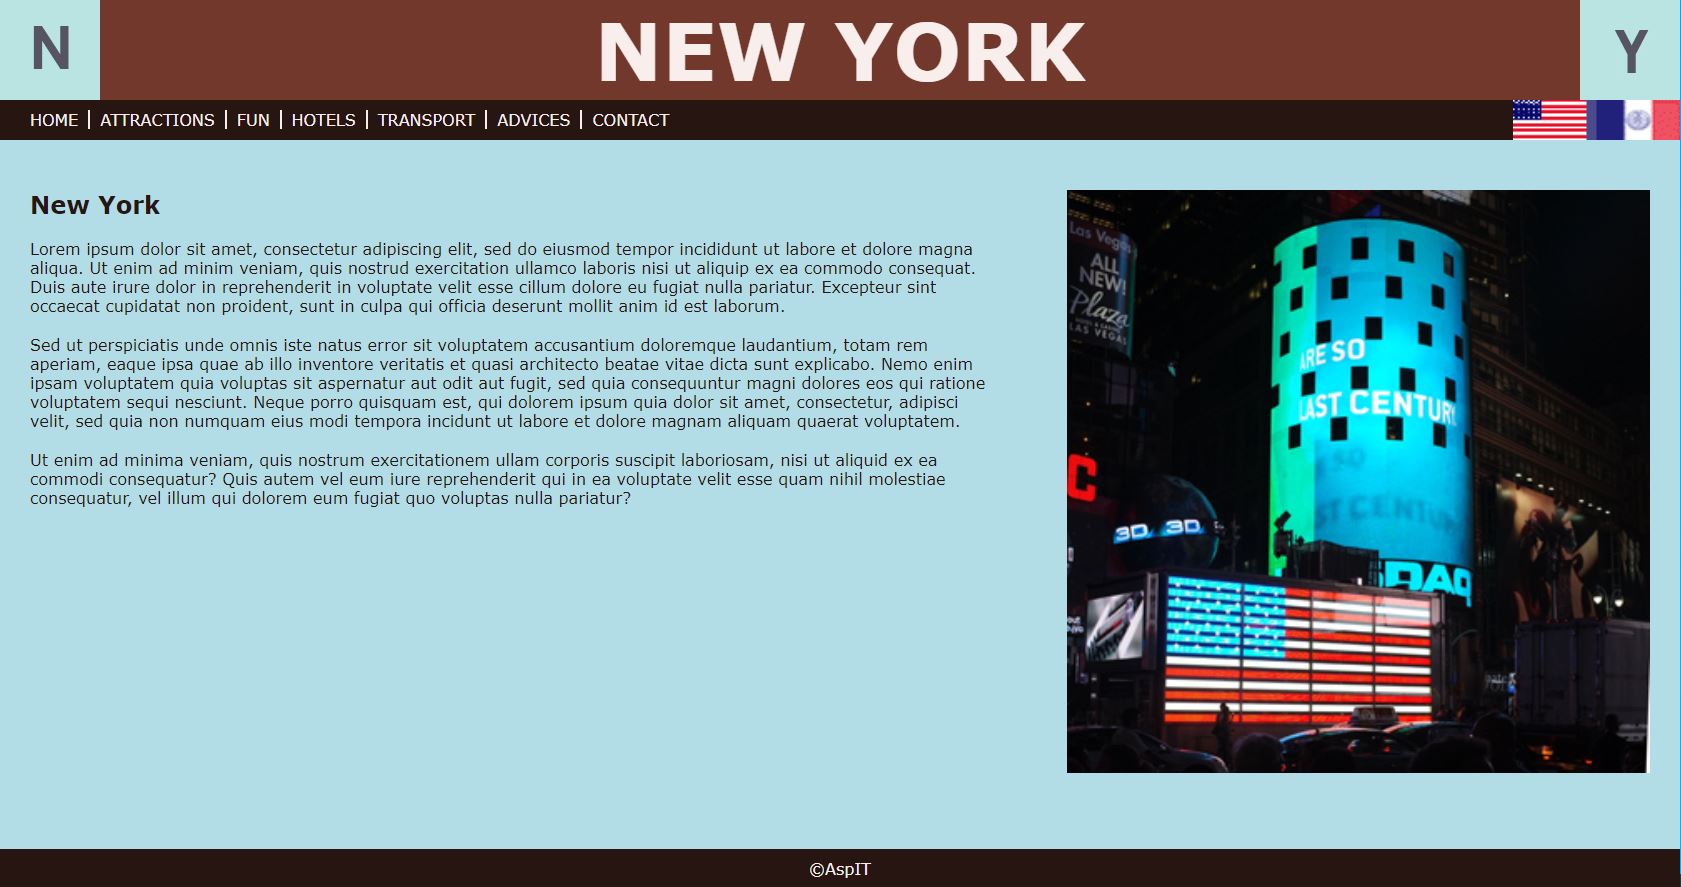 N
NEW YORK
Y
HOME | ATTRACTIONS | FUN | HOTELS | TRANSPORT | ADVICES | CONTACT
New York
Lorem ipsum dolor sit amet, consectetur adipiscing elit, sed do eiusmod tempor incididunt ut labore et dolore magna
aliqua. Ut enim ad minim veniam, quis nostrud exercitation ullamco laboris nisi ut aliquip ex ea commodo consequat.
Duis aute irure dolor in reprehenderit in voluptate velit esse cillum dolore eu fugiat nulla pariatur. Excepteur sint
occaecat cupidatat non proident, sunt in culpa qui officia deserunt mollit anim id est laborum.
Sed ut perspiciatis unde omnis iste natus error sit voluptatem accusantium doloremque laudantium, totam rem
aperiam, eaque ipsa quae ab illo inventore veritatis et quasi architecto beatae vitae dicta sunt explicabo. Nemo enim
ipsam voluptatem quia voluptas sit aspernatur aut odit aut fugit, sed quia consequuntur magni dolores eos qui ratione
voluptatem sequi nesciunt. Neque porro quisquam est, qui dolorem ipsum quia dolor sit amet, consectetur, adipisci
velit, sed quia non numquam eius modi tempora incidunt ut labore et dolore magnam aliquam quaerat voluptatem.
Ut enim ad minima veniam, quis nostrum exercitationem ullam corporis suscipit laboriosam, nisi ut aliquid ex ea
commodi consequatur? Quis autem vel eum iure reprehenderit qui in ea voluptate velit esse quam nihil molestiae
consequatur, vel illum qui dolorem eum fugiat quo voluptas nulla pariatur?
Las Vegas
ALL
NEW!
Plaza
LAS VEGAS
ARE SO
LAST CENTURY
C
3D 3D
DAQ
©AspIT